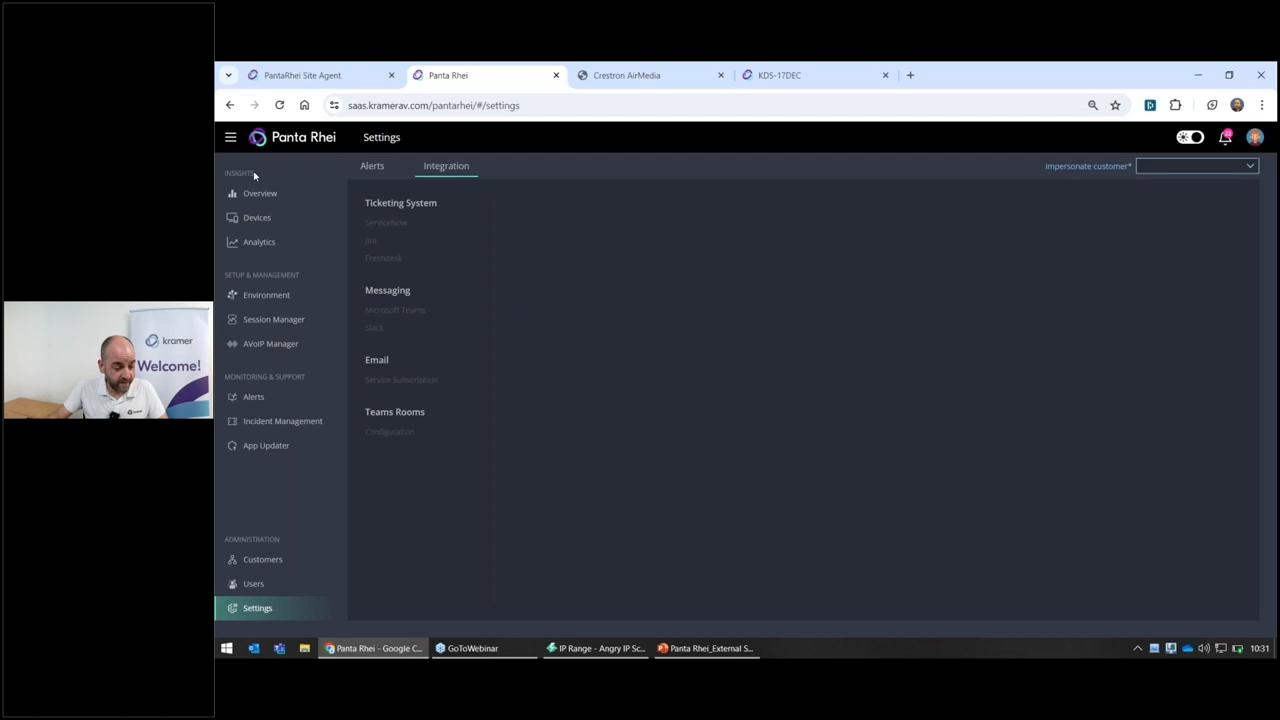 PantaRhei Site Agent
Panta Rhei
Crestron AirMedia
KDS-17DEC
saas.kramerav.com/pantarhei/#/settings
Panta Rhei
Settings
22
INSIGHTS
Overview
Devices
Analytics
SETUP & MANAGEMENT
Environment
Session Manager
AVoIP Manager
MONITORING & SUPPORT
Alerts
Incident Management
App Updater
ADMINISTRATION
Customers
Users
Settings
Alerts
Integration
Impersonate customer*
Ticketing System
ServiceNow
Jira
Freshdesk
Messaging
Microsoft Teams
Slack
Email
Service Subscription
Teams Rooms
Configuration
kramer
Welcome!
Panta Rhei - Google C...
GoToWebinar
IP Range - Angry IP Sc...
Panta Rhei_External S...
10:31